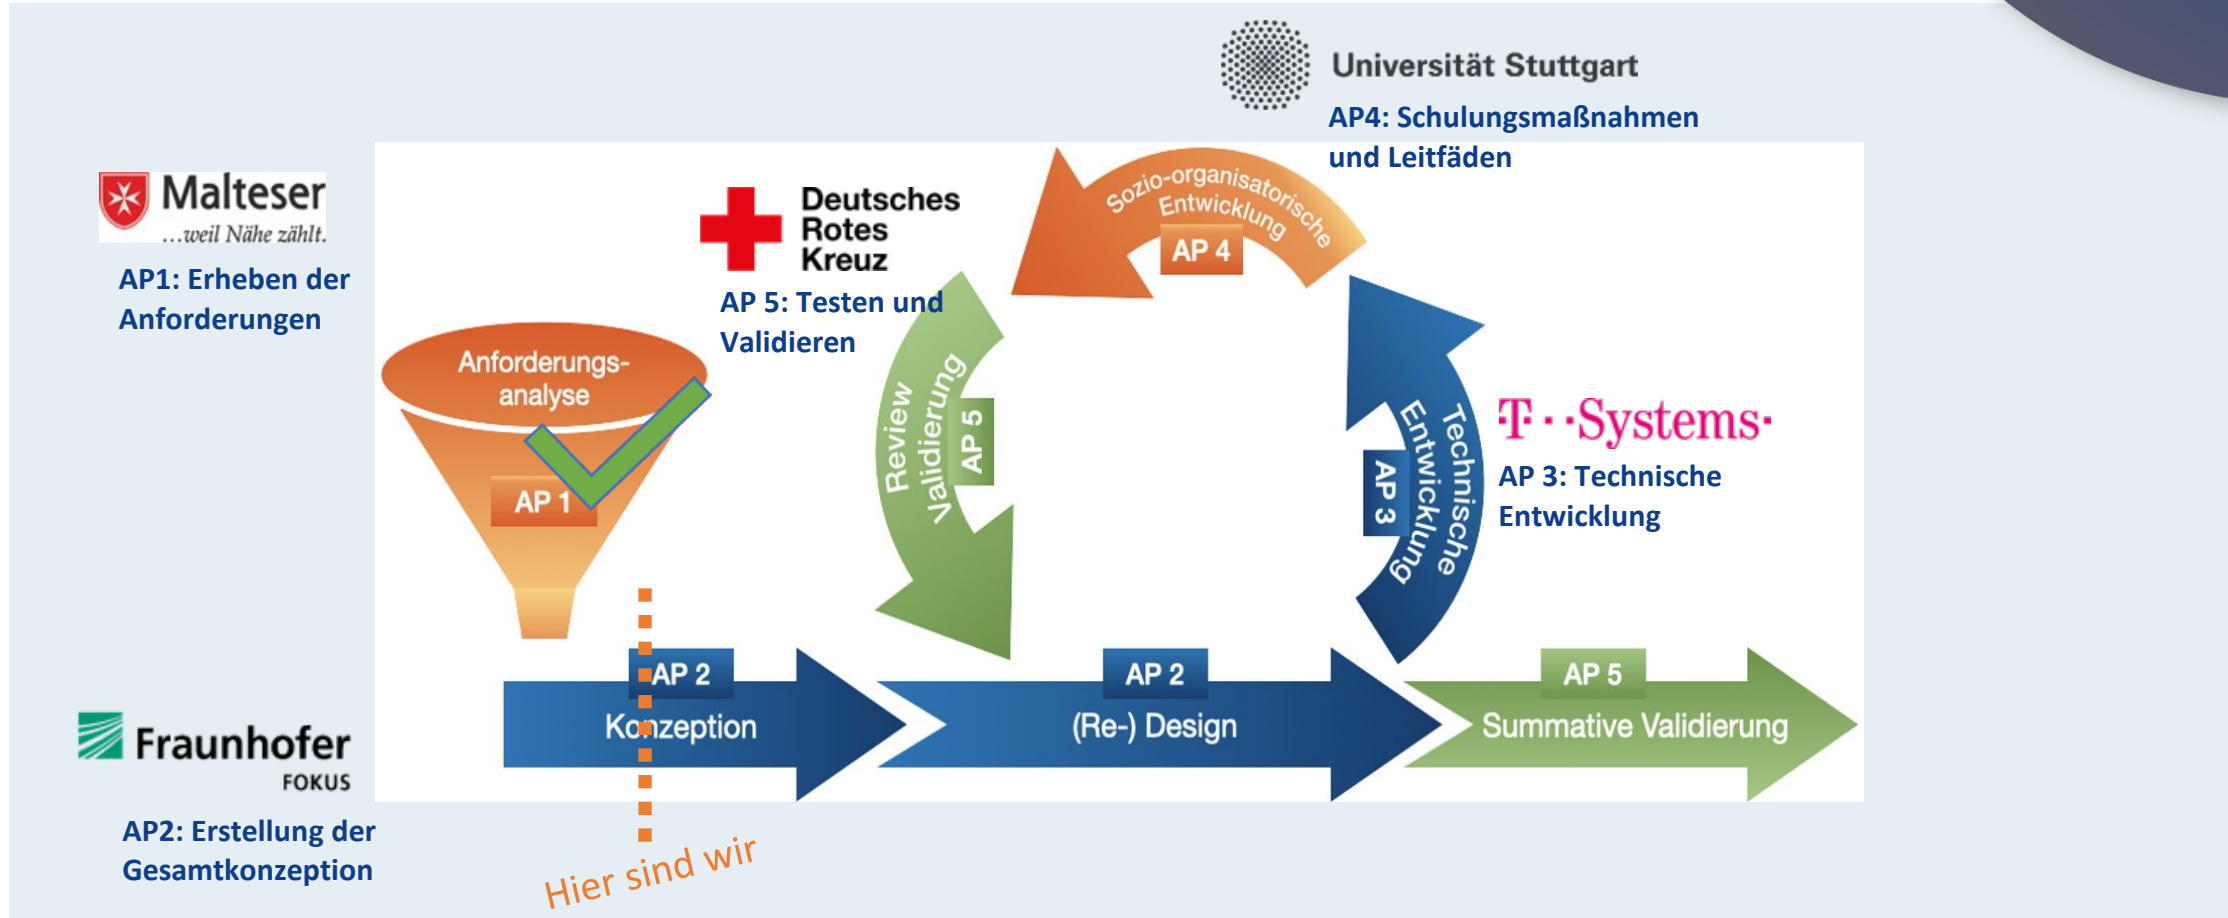 Universität Stuttgart
AP4: Schulungsmaßnahmen
und Leitfäden
Malteser
...weil Nähe zählt.
AP1: Erheben der
Anforderungen
Deutsches
Rotes
Kreuz
AP 5: Testen und
Validieren
Sozio-organisatorische
Entwicklung
AP 4
Anforderungs-
analyse
AP 1
Review
Validierung
AP 5
Technische
Entwicklung
AP 3
T··Systems·
AP 3: Technische
Entwicklung
AP 2
Konzeption
AP 2
(Re-) Design
AP 5
Summative Validierung
Fraunhofer
FOKUS
AP2: Erstellung der
Gesamtkonzeption
Hier sind wir